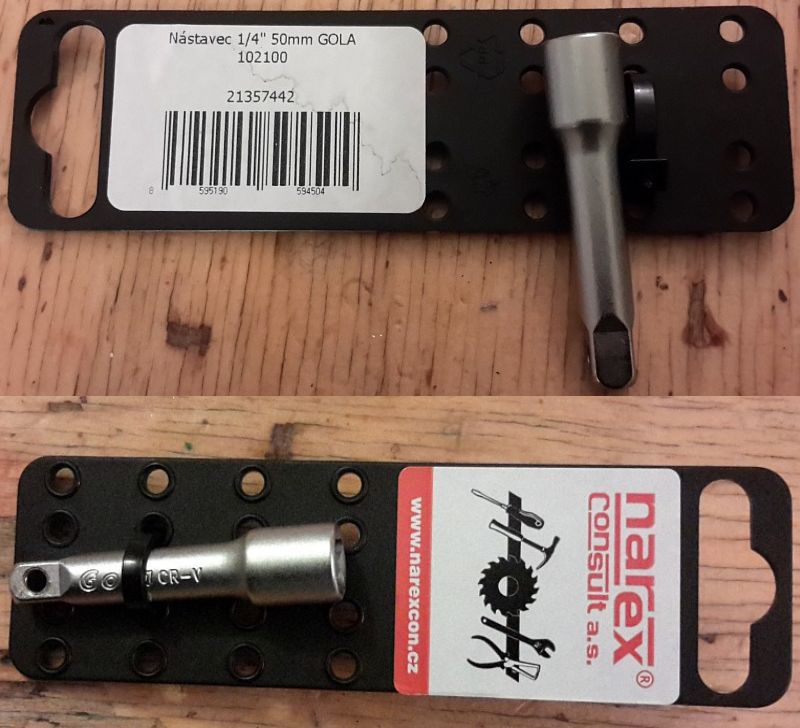 Nástavec 1/4" 50mm GOLA
102100
21357442
8 595190 594504
CR-V
www.narexcon.cz
narex®
consult a.s.